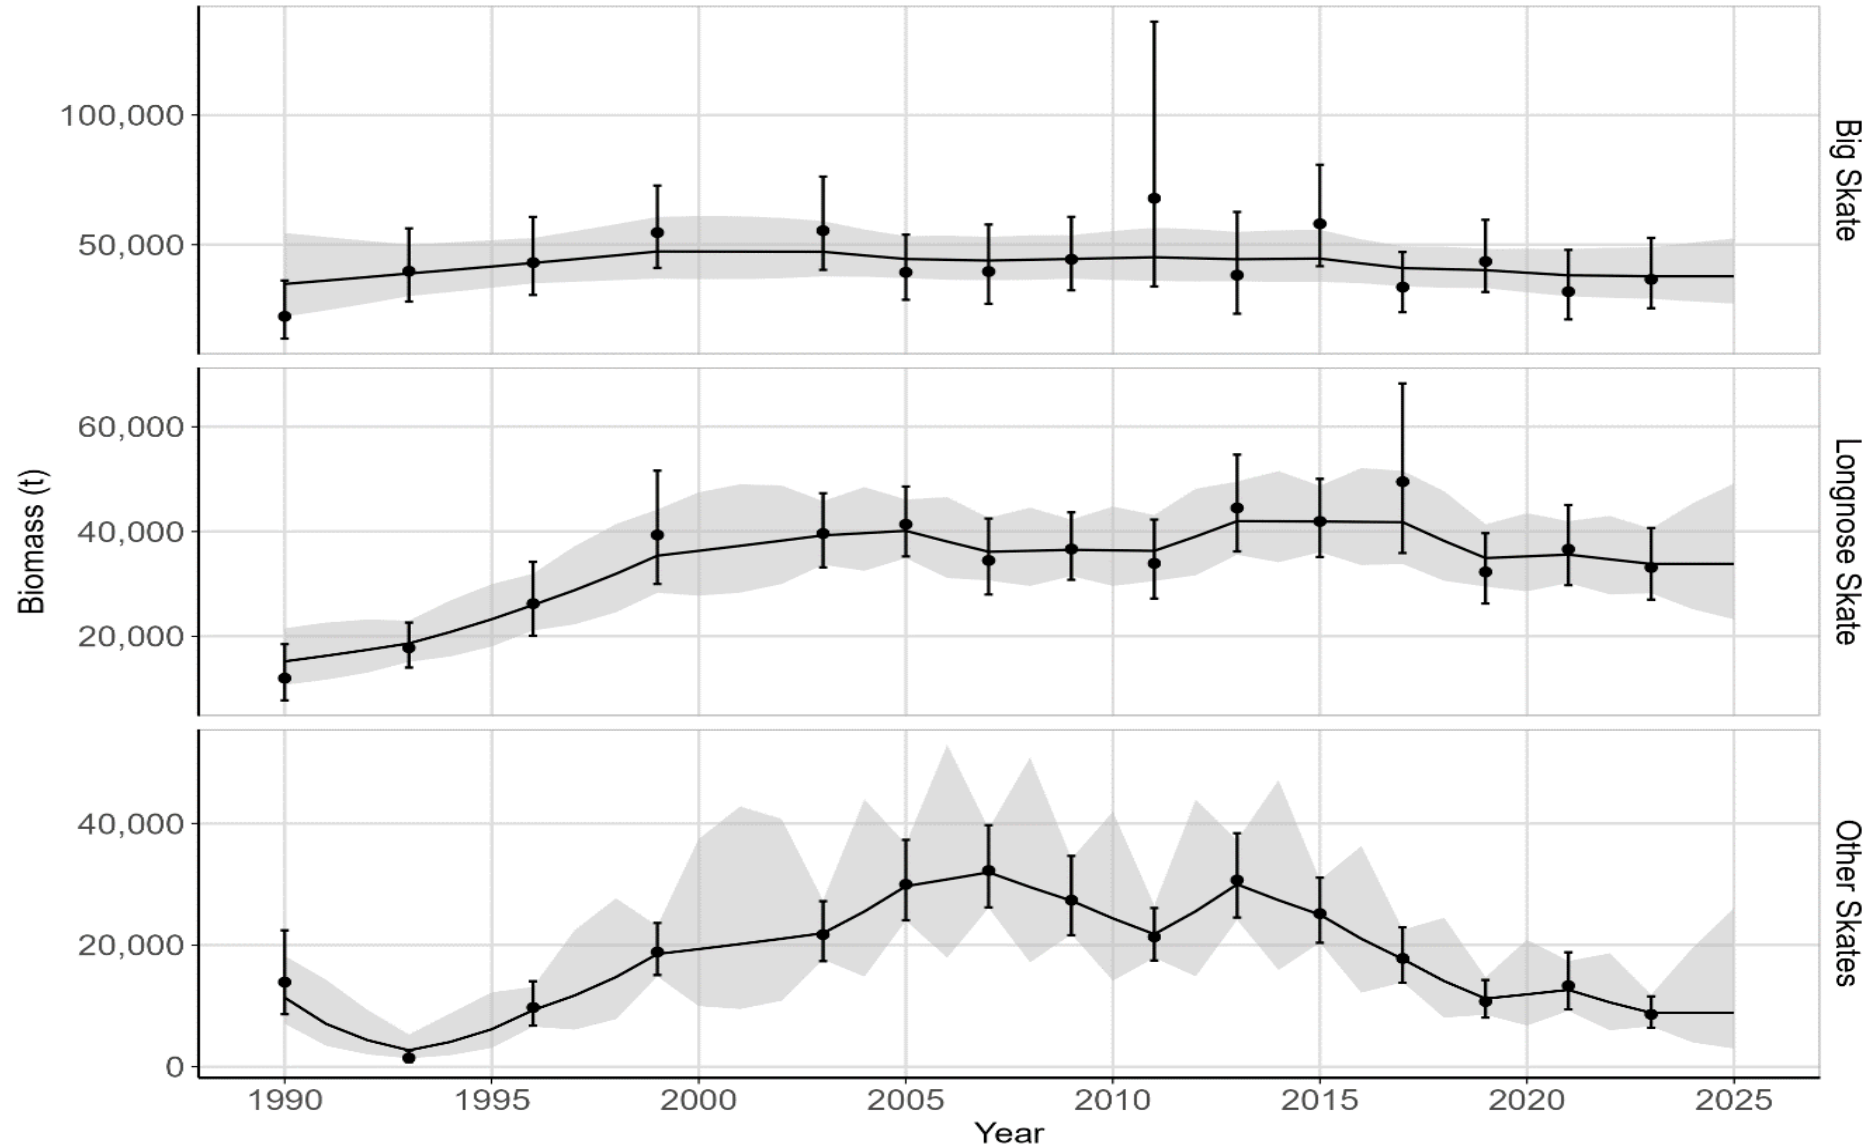 100,000
50,000
Big Skate
60,000
40,000
20,000
Longnose Skate
Biomass (t)
40,000
20,000
0
Other Skates
1990 1995 2000 2005 2010 2015 2020 2025
Year